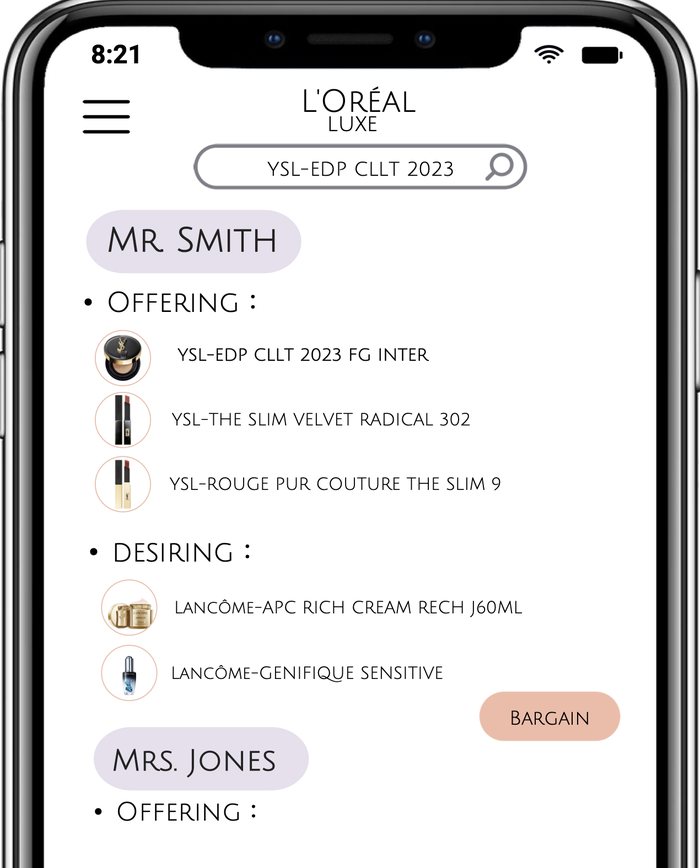 8:21
L'ORÉAL
LUXE
YSL-EDP CLLT 2023
MR. SMITH
• OFFERING :
YSL-EDP CLLT 2023 FG INTER
YSL-THE SLIM VELVET RADICAL 302
YSL-ROUGE PUR COUTURE THE SLIM 9
• DESIRING :
LANCÔME-APC RICH CREAM RECH J60ML
LANCÔME-GENIFIQUE SENSITIVE
BARGAIN
MRS. JONES
• OFFERING :